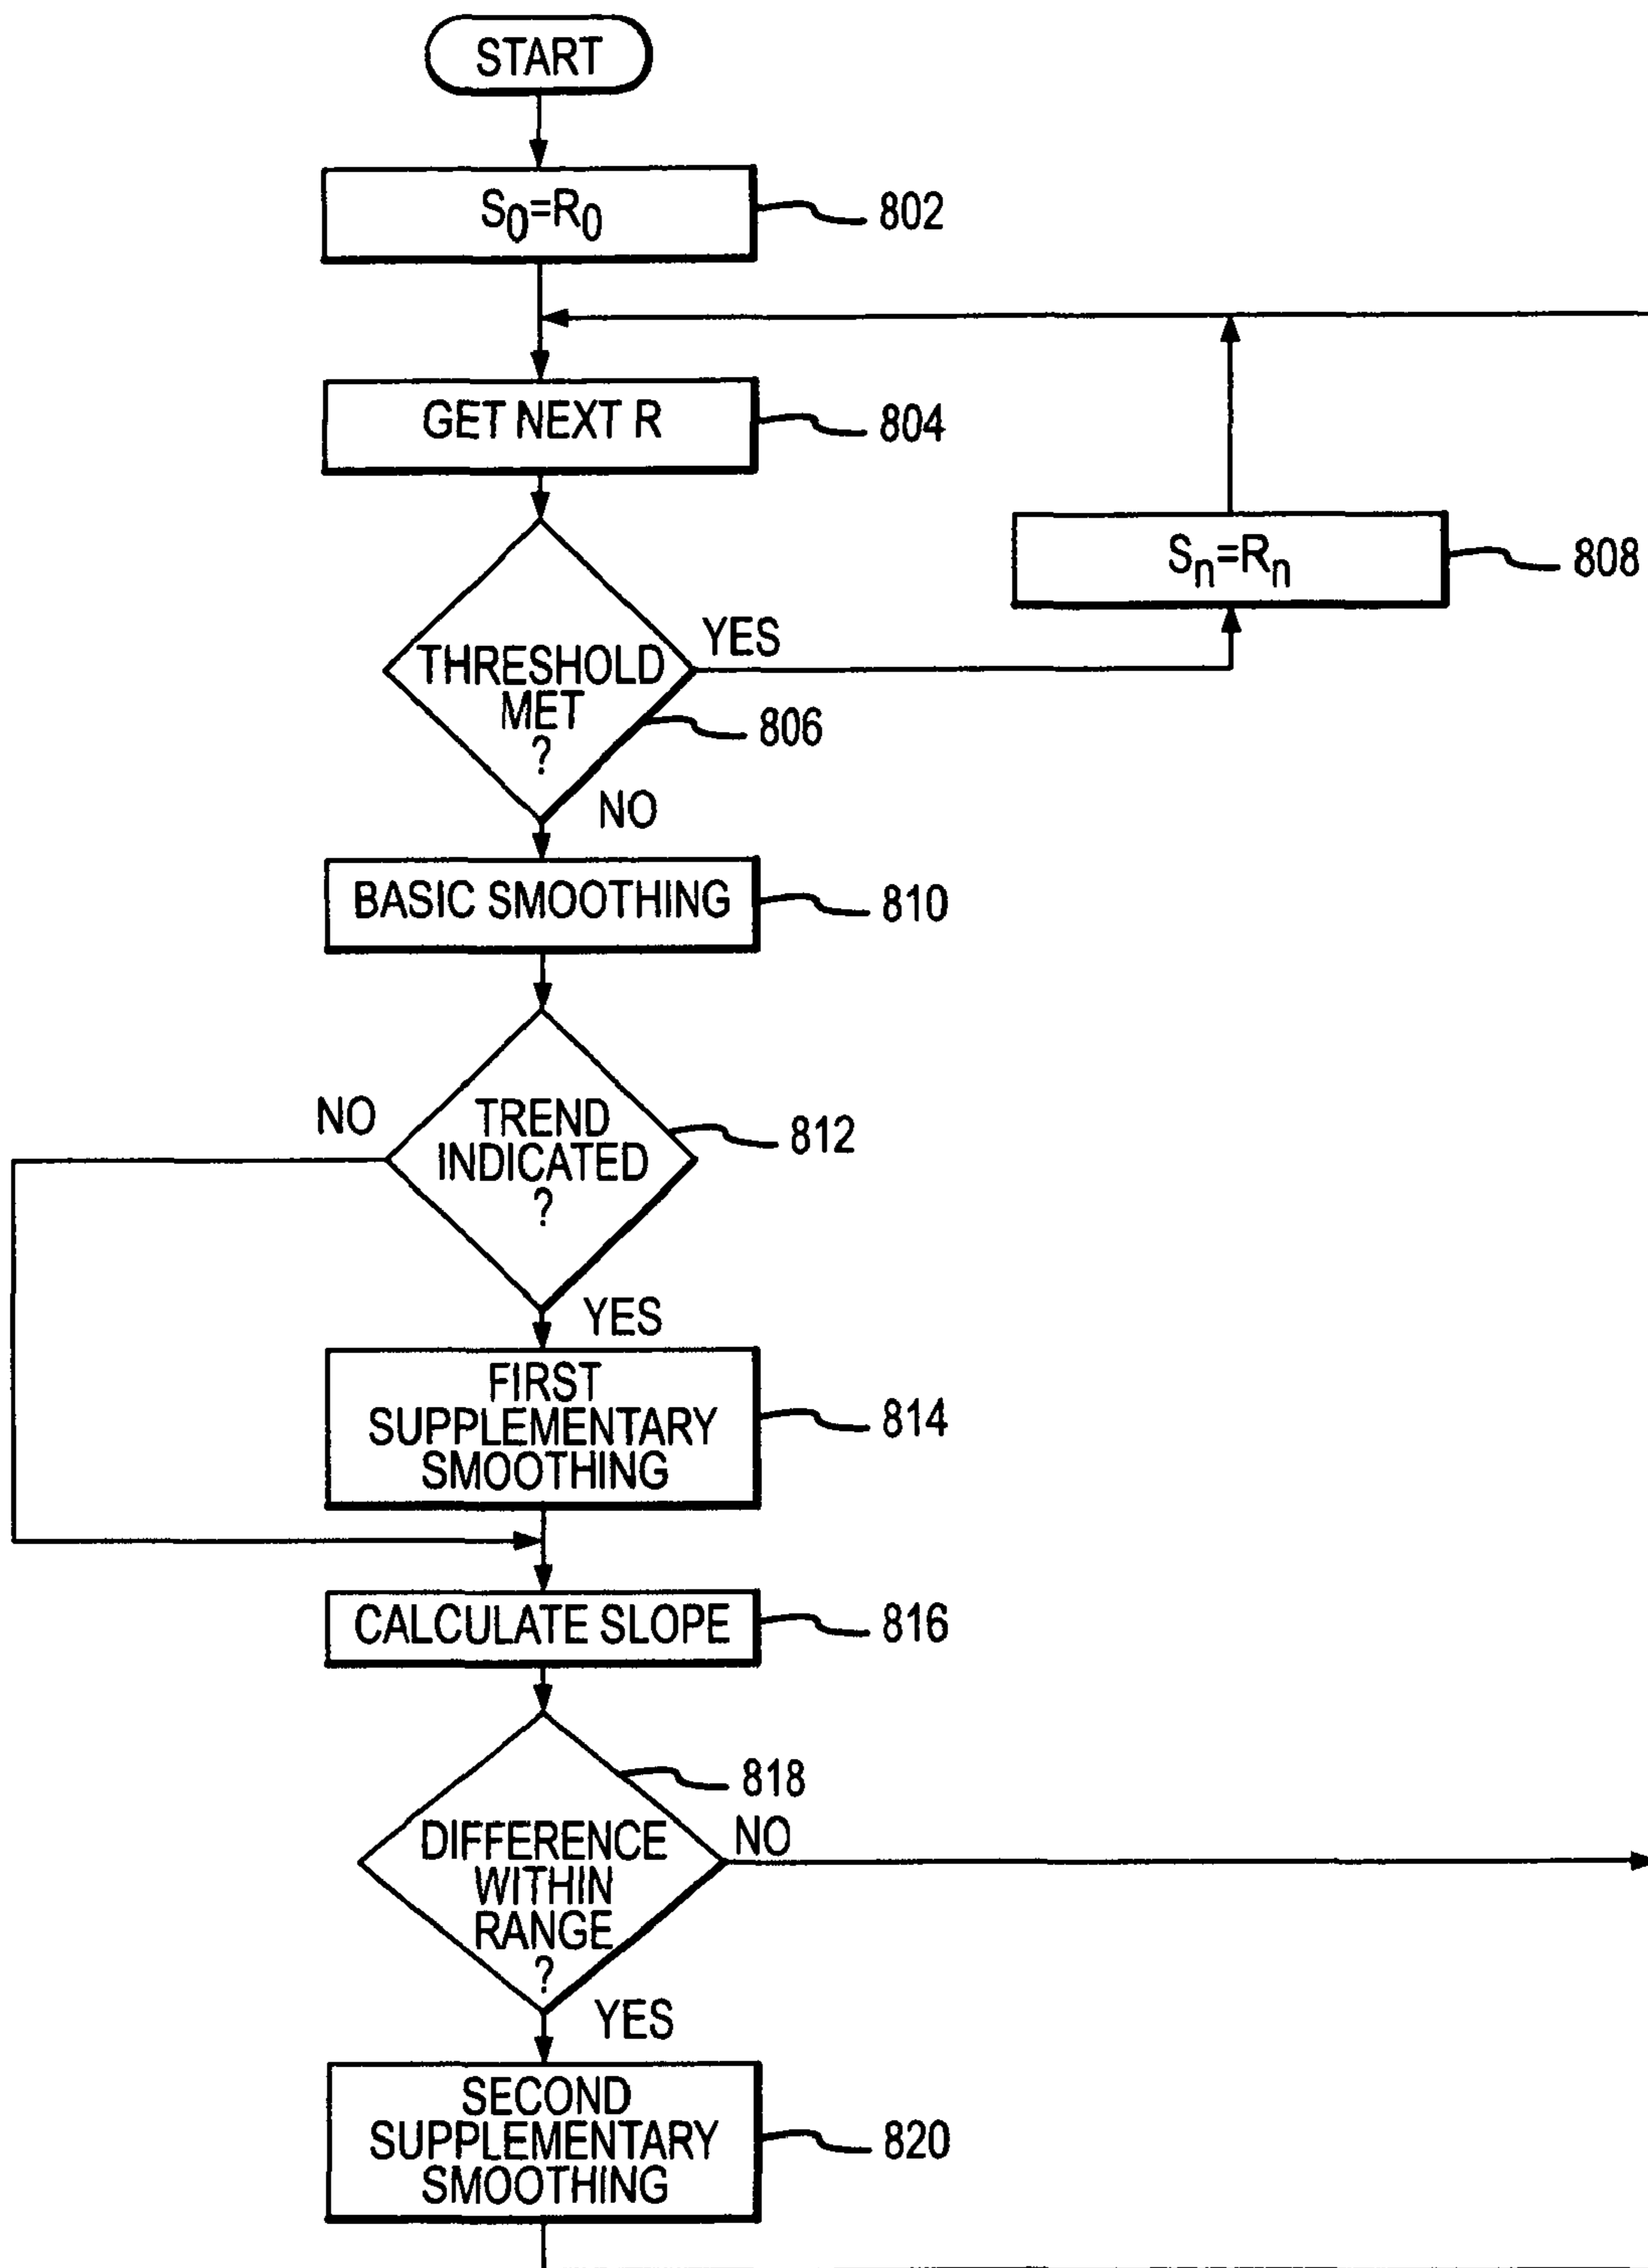 START
S0=R0
802
GET NEXT R
804
Sn=Rn
808
YES
THRESHOLD
MET
?
806
NO
BASIC SMOOTHING
810
NO
TREND
INDICATED
?
812
YES
FIRST
SUPPLEMENTARY
SMOOTHING
814
CALCULATE SLOPE
816
818
DIFFERENCE
WITHIN
RANGE
?
NO
YES
SECOND
SUPPLEMENTARY
SMOOTHING
820